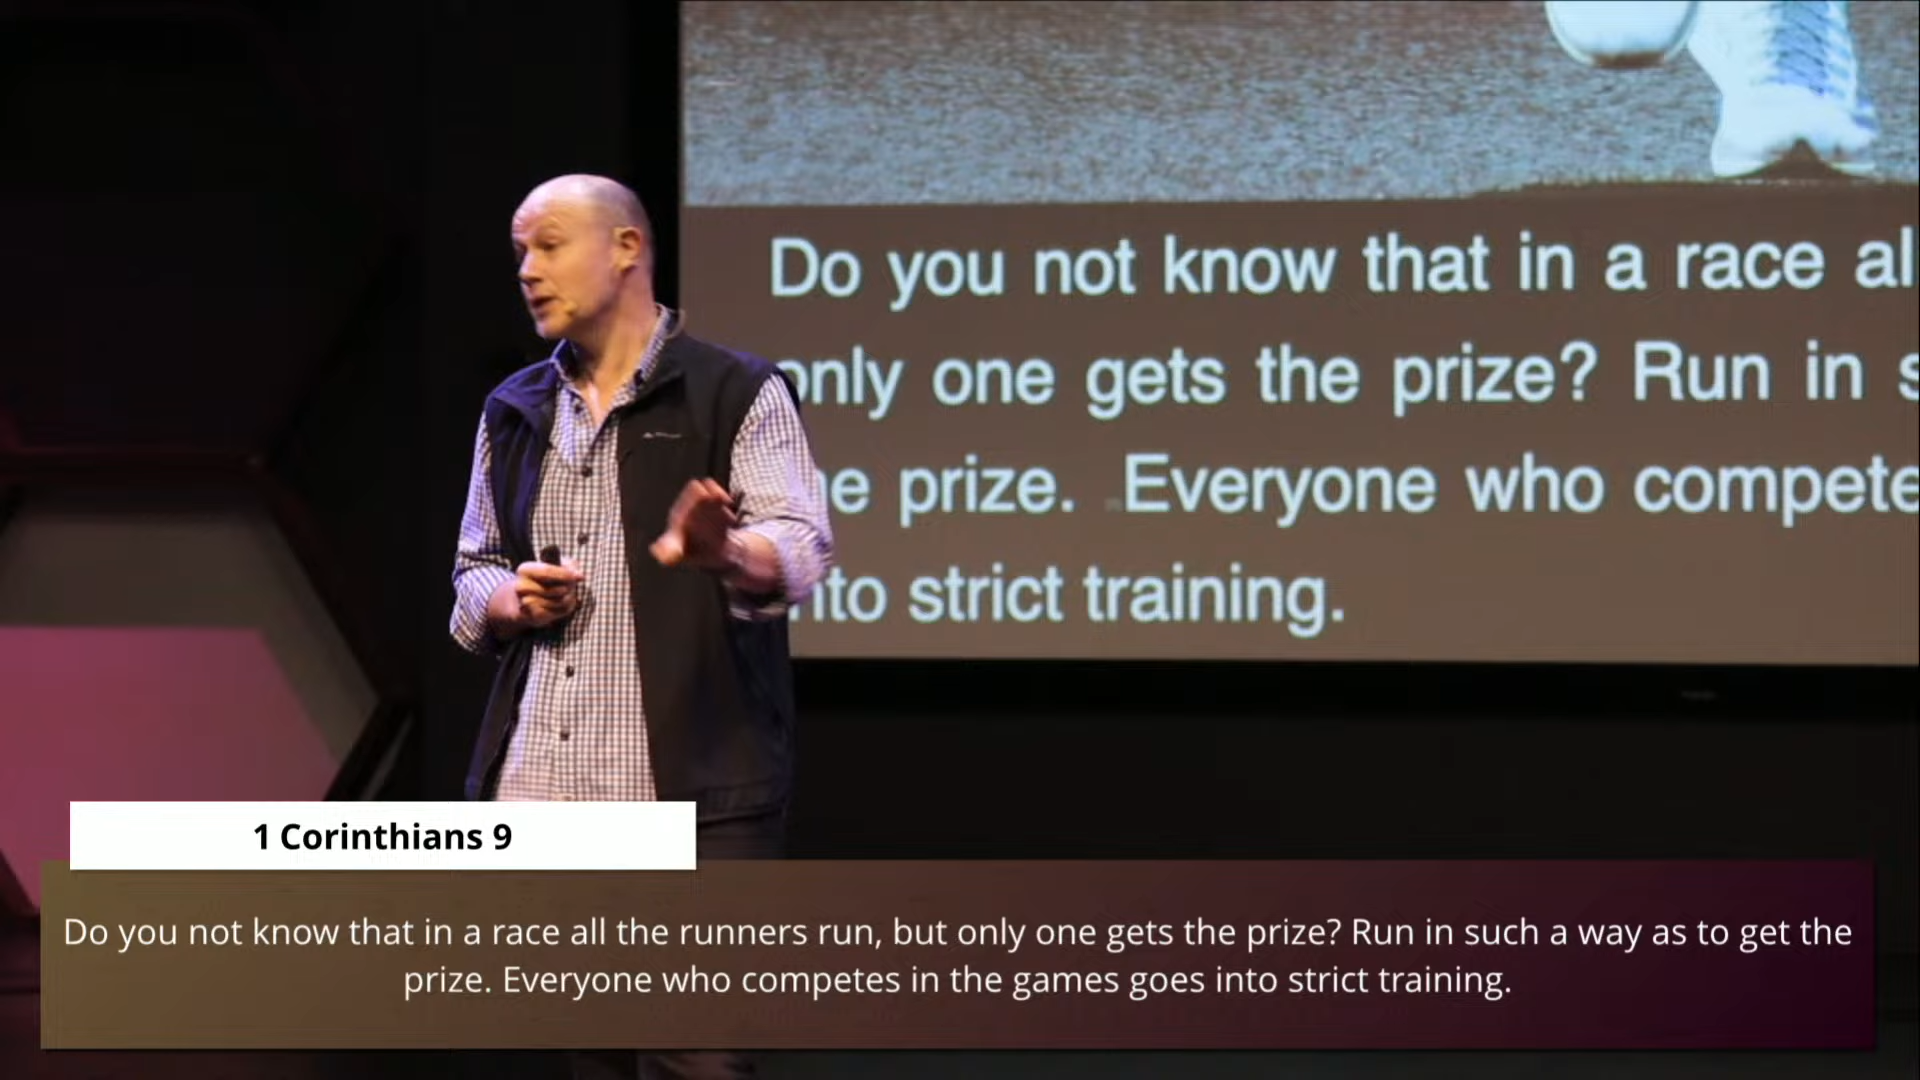 Do you not know that in a race al
only one gets the prize? Run in s
he prize. Everyone who compete
nto strict training.
1 Corinthians 9
Do you not know that in a race all the runners run, but only one gets the prize? Run in such a way as to get the
prize. Everyone who competes in the games goes into strict training.